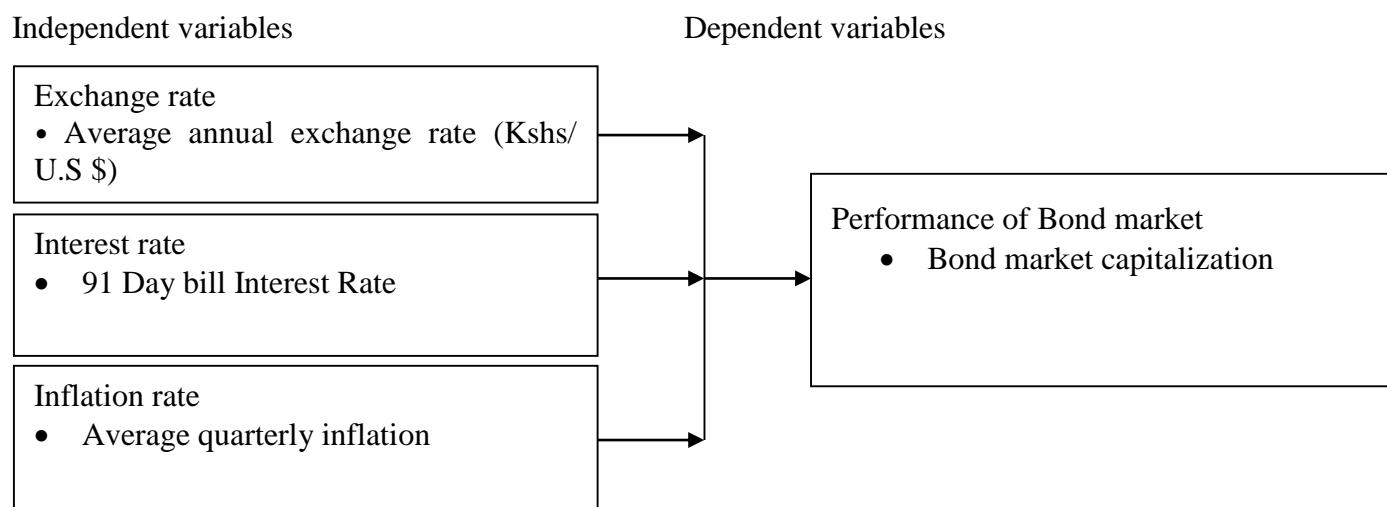 Independent variables
Dependent variables
Exchange rate
• Average annual exchange rate (Kshs/
U.S $)
Interest rate
• 91 Day bill Interest Rate
Inflation rate
• Average quarterly inflation
Performance of Bond market
• Bond market capitalization